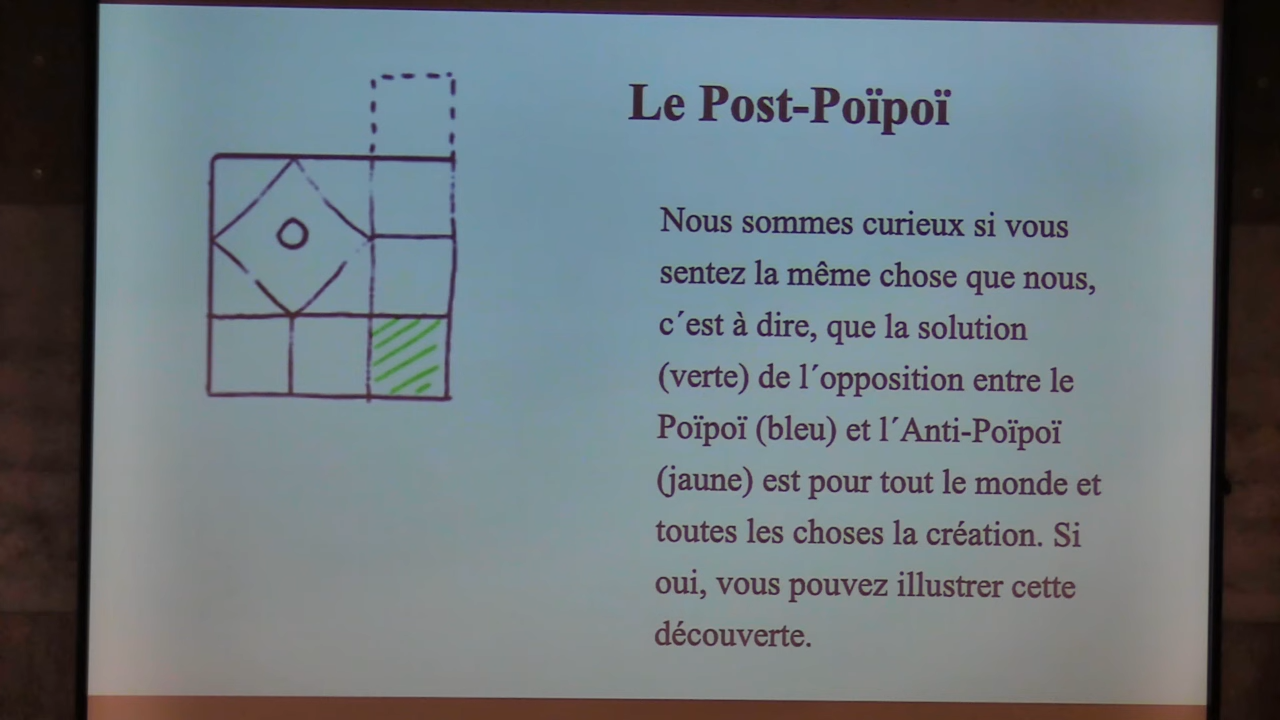 Le Post-Poïpoï
Nous sommes curieux si vous
sentez la même chose que nous,
c´est à dire, que la solution
(verte) de l´opposition entre le
Poïpoï (bleu) et l´Anti-Poïpoï
(jaune) est pour tout le monde et
toutes les choses la création. Si
oui, vous pouvez illustrer cette
découverte.